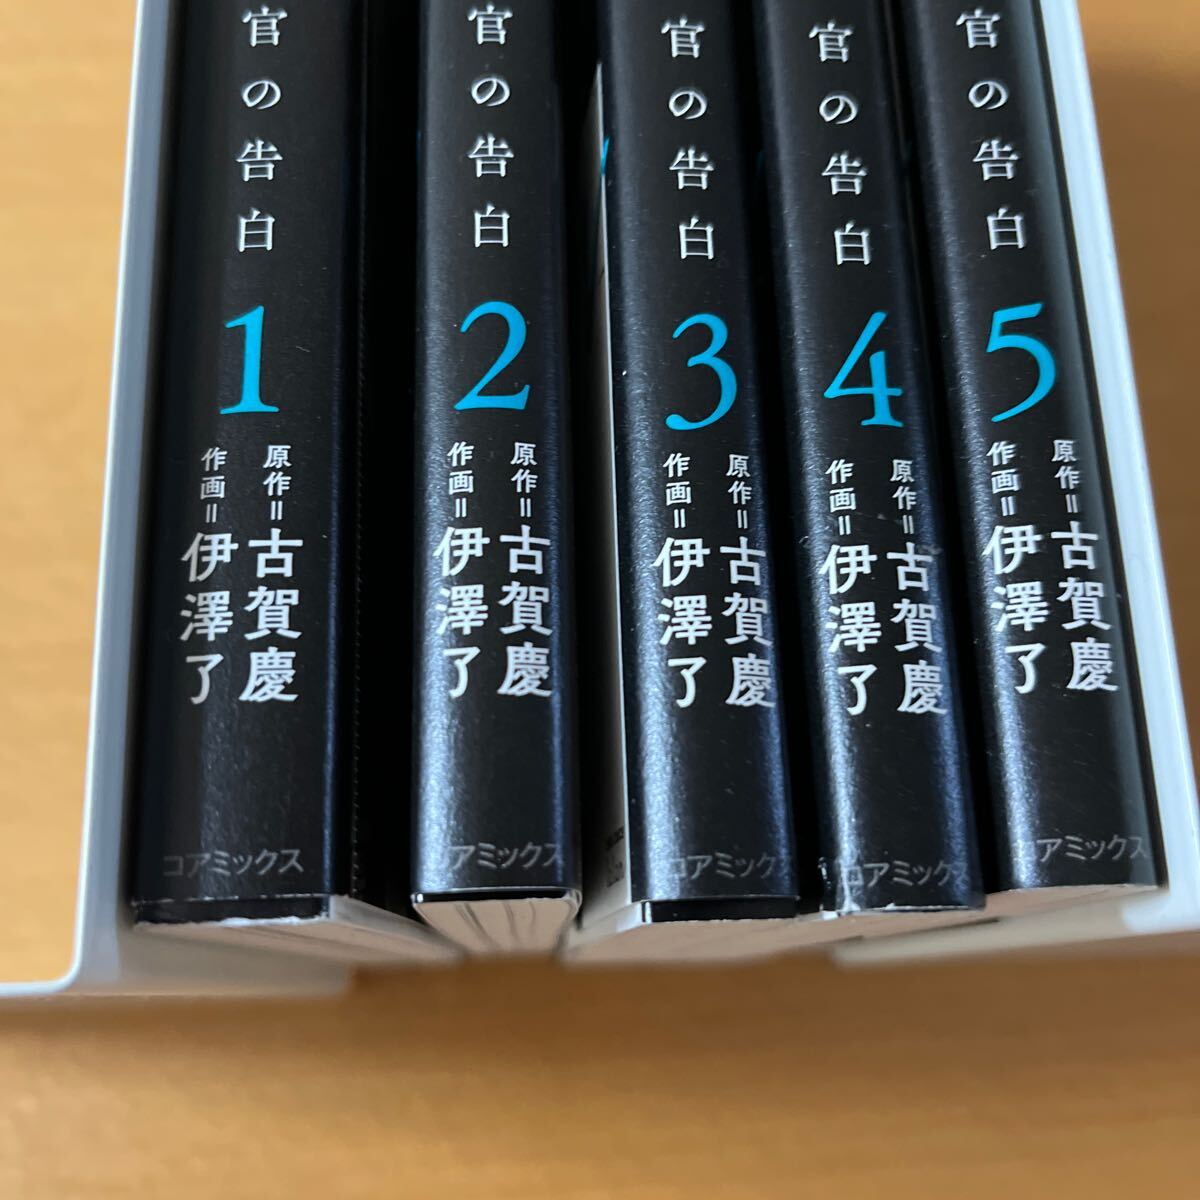 官の告白
1
原作=古賀慶
作画=伊澤了
コアミックス
官の告白
2
原作=古賀慶
作画=伊澤了
コアミックス
官の告白
3
原作=古賀慶
作画=伊澤了
コアミックス
官の告白
4
原作=古賀慶
作画=伊澤了
コアミックス
官の告白
5
原作=古賀慶
作画=伊澤了
コアミックス